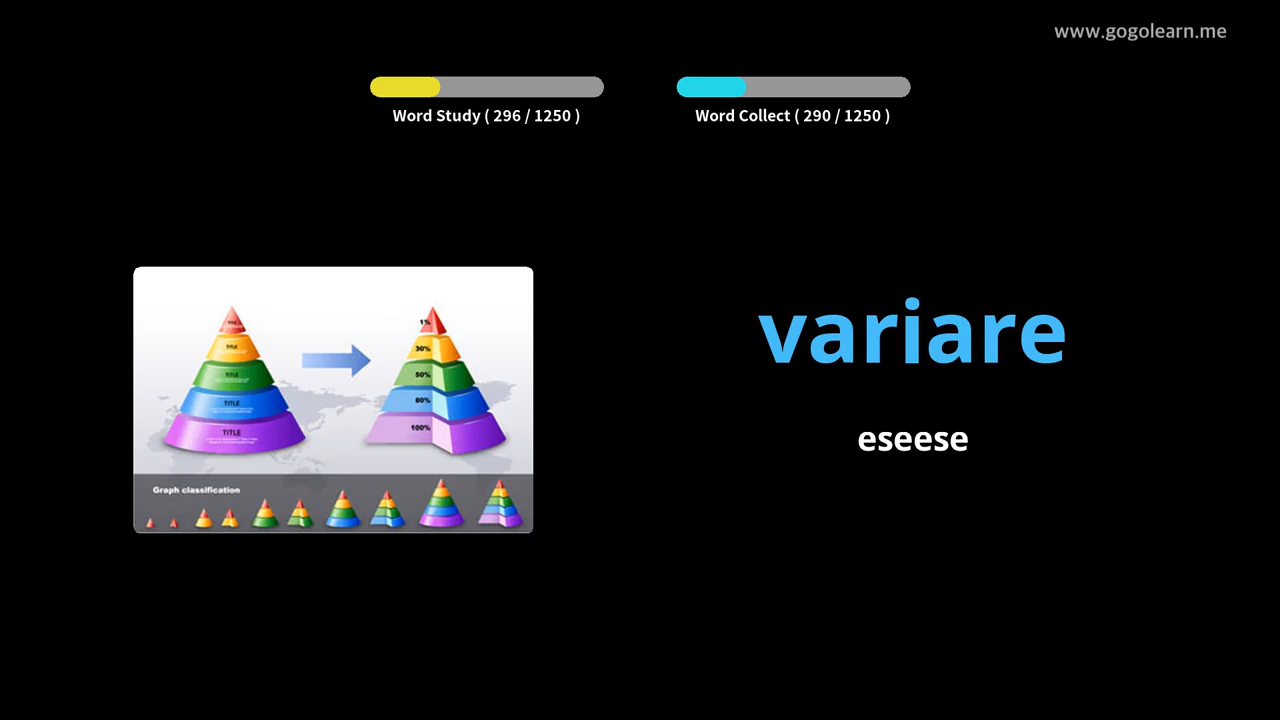 www.gogolearn.me
Word Study ( 296 / 1250 )
Word Collect ( 290 / 1250 )
variare
eseese
TITLE
TITLE
TITLE
TITLE
1%
30%
50%
80%
100%
Graph classification